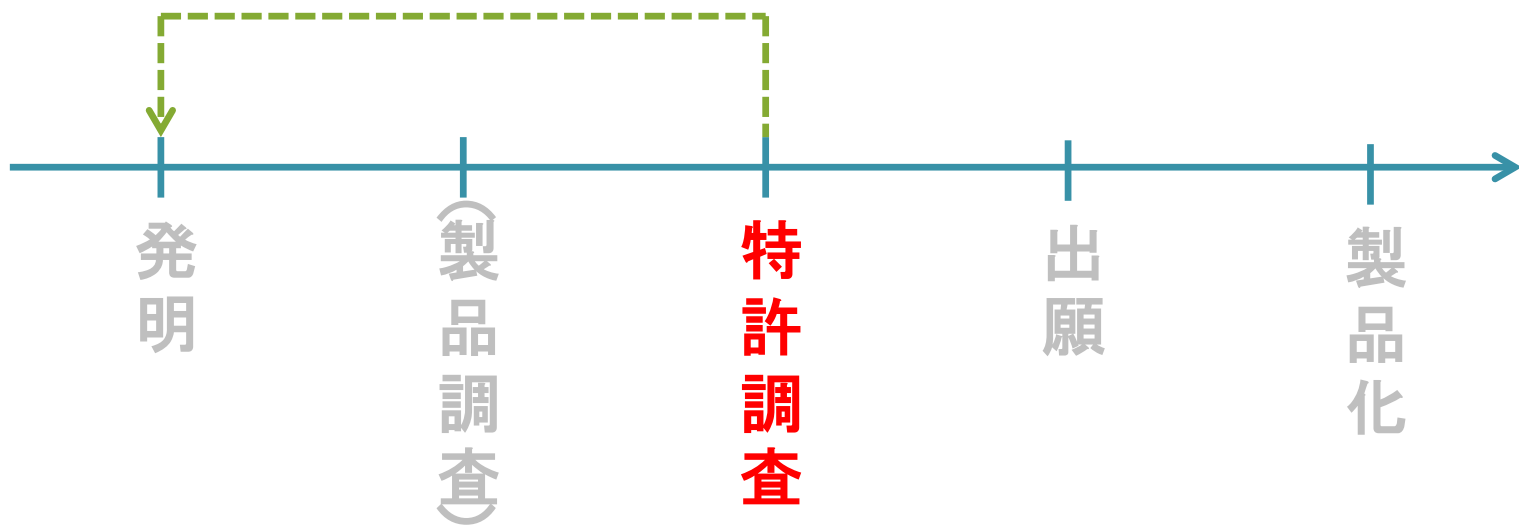 発明
(製品調査)
特許調査
出願
製品化